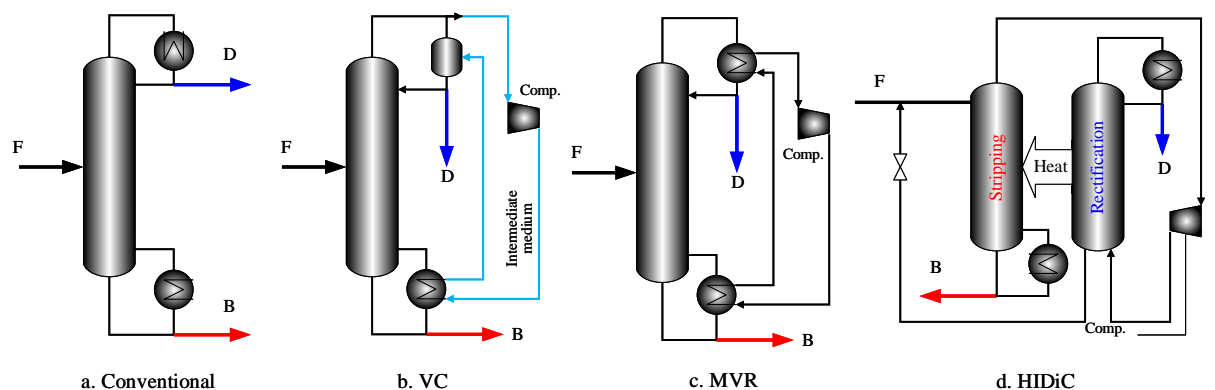 D
F
B
a. Conventional
Comp.
F
D
Intermediate
medium
B
b. VC
F
Comp.
D
B
c. MVR
F
Stripping
Heat
Rectification
D
B
Comp.
d. HIDiC